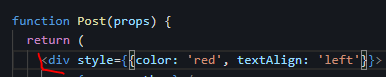 function Post(props) {
return (
<div style={{color: 'red', textAlign: 'left'}}>